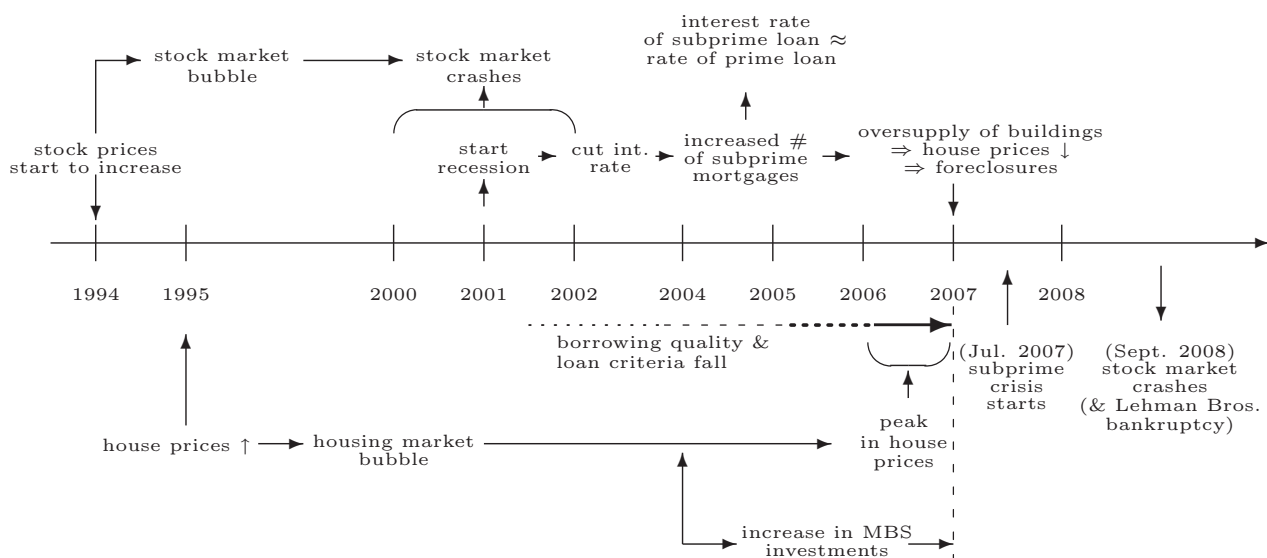 interest rate
of subprime loan ≈
rate of prime loan
stock market
bubble
stock market
crashes
stock prices
start to increase
start
recession
cut int.
rate
increased #
of subprime
mortgages
oversupply of buildings
⇒ house prices ↓
⇒ foreclosures
1994
1995
2000
2001
2002
2004
2005
2006
2007
2008
borrowing quality &
loan criteria fall
(Jul. 2007)
subprime
crisis
starts
(Sept. 2008)
stock market
crashes
(& Lehman Bros.
bankruptcy)
house prices ↑
housing market
bubble
peak
in house
prices
increase in MBS
investments